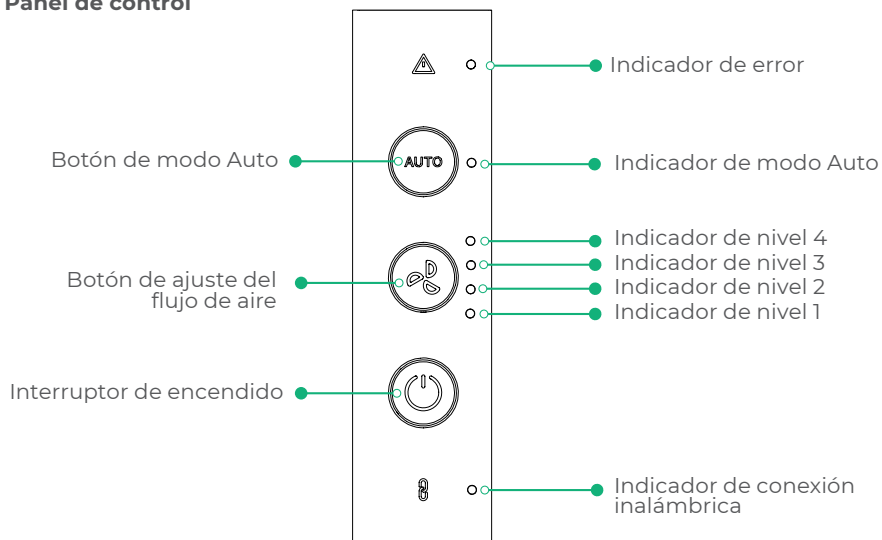 Panel de control
Indicador de error
Botón de modo Auto
AUTO
Indicador de modo Auto
Indicador de nivel 4
Indicador de nivel 3
Indicador de nivel 2
Indicador de nivel 1
Botón de ajuste del
flujo de aire
Interruptor de encendido
Indicador de conexión
inalámbrica